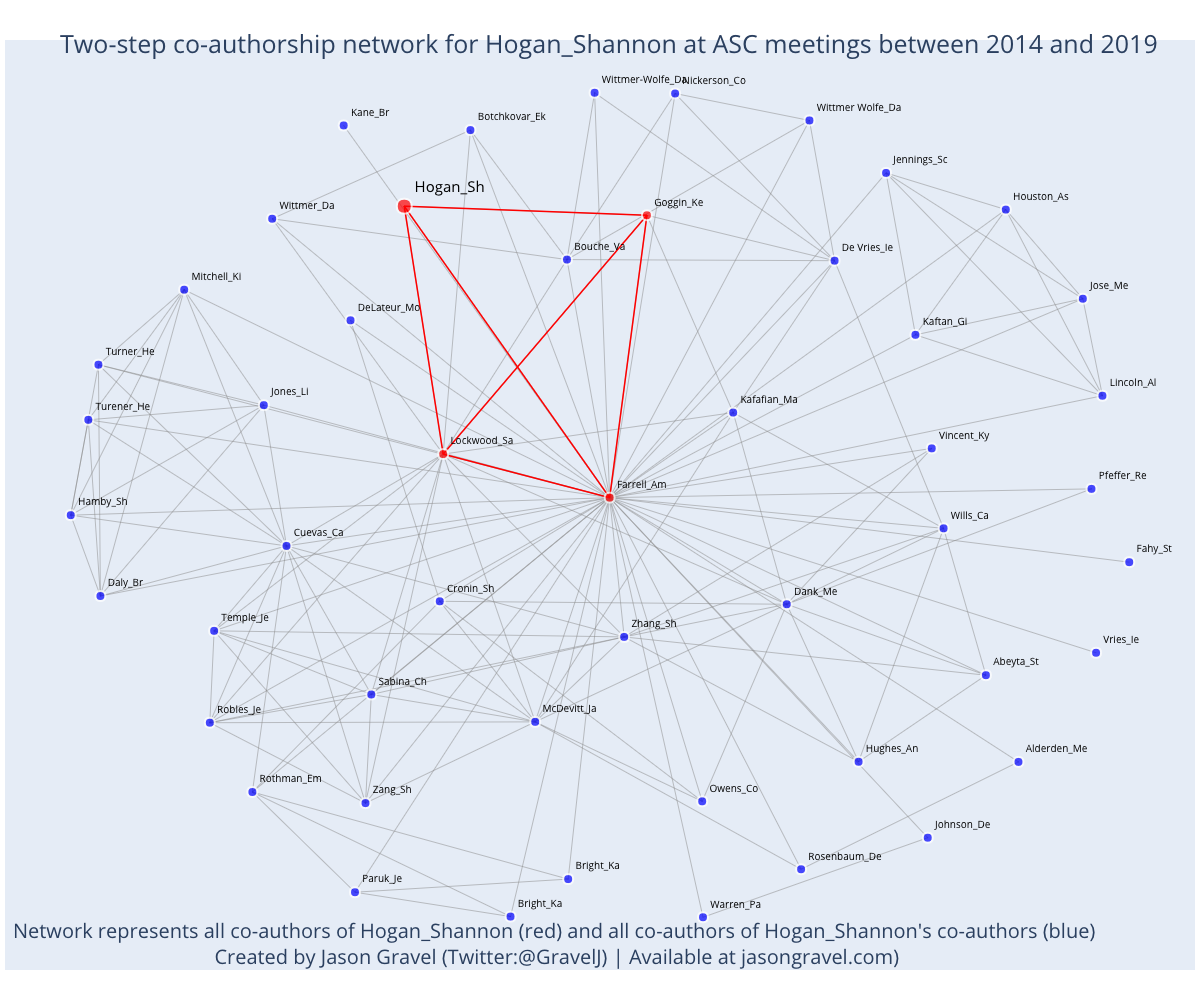 Two-step co-authorship network for Hogan_Shannon at ASC meetings between 2014 and 2019
Wittmer-Wolfe_Da
Nickerson_Co
Kane_Br
Botchkovar_Ek
Wittmer Wolfe_Da
Jennings_Sc
Hogan_Sh
Houston_As
Wittmer_Da
Goggin_Ke
Bouche_Va
De Vries_Ie
Mitchell_Ki
Jose_Me
DeLateur_Mo
Kaftan_Gi
Turner_He
Lincoln_Al
Jones_Li
Kafafian_Ma
Turener_He
Lockwood_Sa
Vincent_Ky
Pfeffer_Re
Farrell_Am
Hamby_Sh
Wills_Ca
Cuevas_Ca
Fahy_St
Daly_Br
Cronin_Sh
Dank_Me
Temple_Je
Zhang_Sh
Vries_Ie
Abeyta_St
Sabina_Ch
Robles_Je
McDevitt_Ja
Hughes_An
Alderden_Me
Rothman_Em
Zang_Sh
Owens_Co
Johnson_De
Rosenbaum_De
Bright_Ka
Paruk_Je
Bright_Ka
Warren_Pa
Network represents all co-authors of Hogan_Shannon (red) and all co-authors of Hogan_Shannon's co-authors (blue)
Created by Jason Gravel (Twitter:@GravelJ) | Available at jasongravel.com)